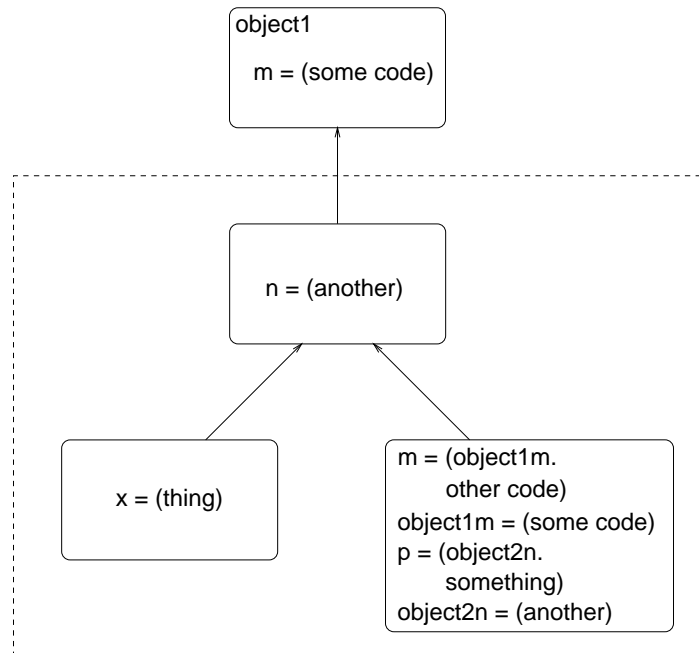 object1
m = (some code)
n = (another)
x = (thing)
m = (object1m.
other code)
object1m = (some code)
p = (object2n.
something)
object2n = (another)